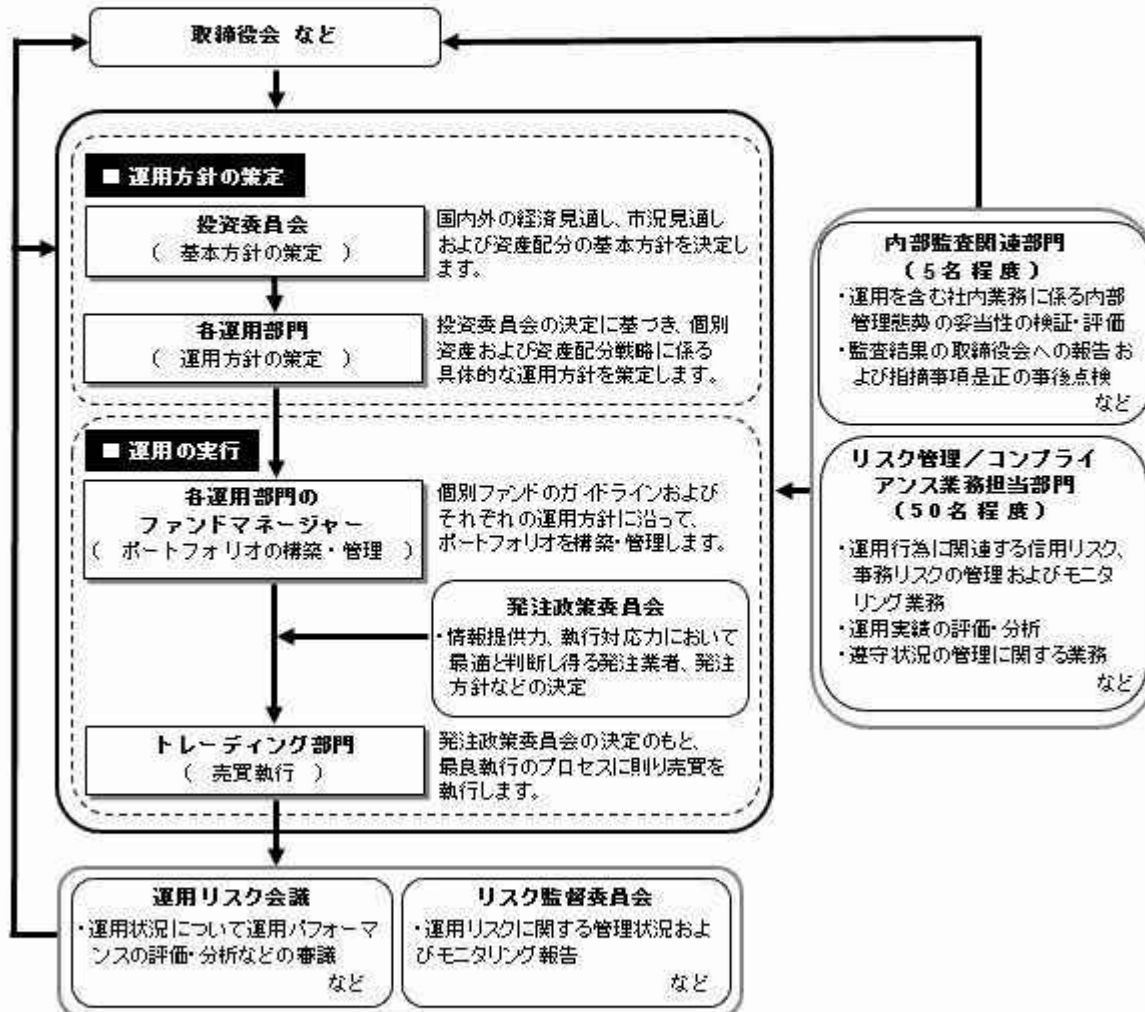 取締役会 など
■ 運用方針の策定
投資委員会
( 基本方針の策定 )
国内外の経済見通し、市況見通し
および資産配分の基本方針を決定し
ます。
各運用部門
( 運用方針の策定 )
投資委員会の決定に基づき、個別
資産および資産配分戦略に係る
具体的な運用方針を策定します。
■ 運用の実行
各運用部門の
ファンドマネージャー
( ポートフォリオの構築・管理 )
個別ファンドのガイドラインおよび
それぞれの運用方針に沿って、
ポートフォリオを構築・管理します。
発注政策委員会
・情報提供力、執行対応力において
最適と判断し得る発注業者、発注
方針などの決定
トレーディング部門
( 売買執行 )
発注政策委員会の決定のもと、
最良執行のプロセスに則り売買を
執行します。
内部監査関連部門
(5名程度)
・運用を含む社内業務に係る内部
管理態勢の妥当性の検証・評価
・監査結果の取締役会への報告お
よび指摘事項是正の事後点検
など
リスク管理/コンプライ
アンス業務担当部門
(50名程度)
・運用行為に関連する信用リスク、
事務リスクの管理およびモニタ
リング業務
・運用実績の評価・分析
・遵守状況の管理に関する業務
など
運用リスク会議
・運用状況について運用パフォーマ
ンスの評価・分析などの審議
など
リスク監督委員会
・運用リスクに関する管理状況およ
びモニタリング報告
など